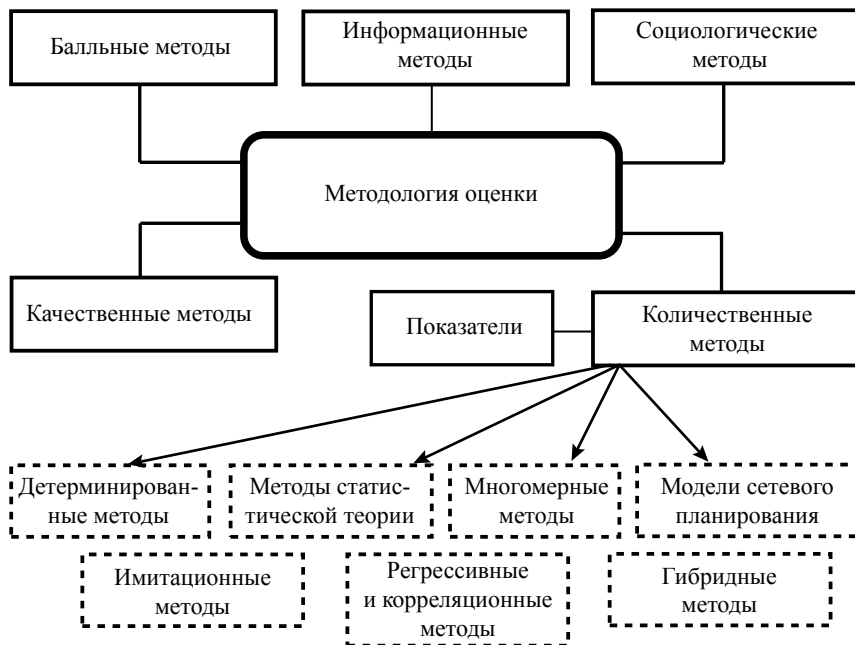 Балльные методы
Информационные
методы
Социологические
методы
Методология оценки
Качественные методы
Показатели
Количественные
методы
Детерминирован-
ные методы
Методы статис-
тической теории
Многомерные
методы
Модели сетевого
планирования
Имитационные
методы
Регрессивные
и корреляционные
методы
Гибридные
методы